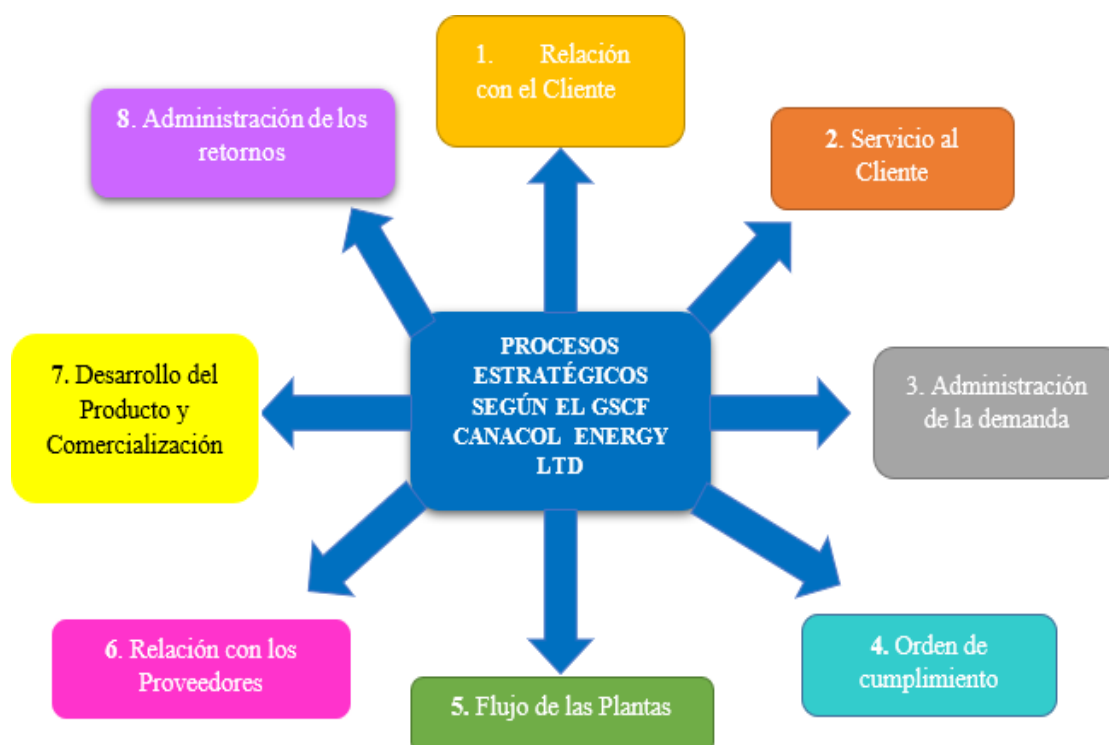 1. Relación
con el Cliente
8. Administración de los
retornos
2. Servicio al
Cliente
PROCESOS
ESTRATÉGICOS
SEGÚN EL GSCF
CANACOL ENERGY
LTD
7. Desarrollo del
Producto y
Comercialización
3. Administración
de la demanda
6. Relación con los
Proveedores
4. Orden de
cumplimiento
5. Flujo de las Plantas